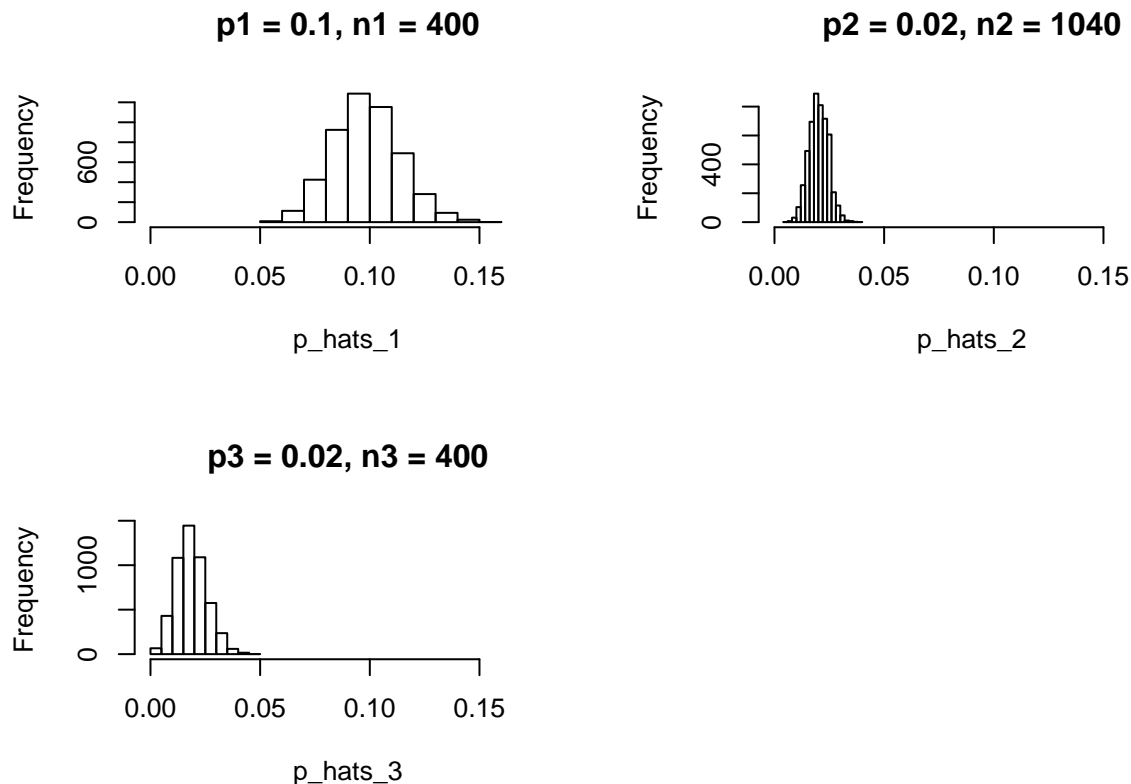 p1 = 0.1, n1 = 400
Frequency
0
600
0.00 0.05 0.10 0.15
p_hats_1
p2 = 0.02, n2 = 1040
Frequency
0
400
0.00 0.05 0.10 0.15
p_hats_2
p3 = 0.02, n3 = 400
Frequency
0
1000
0.00 0.05 0.10 0.15
p_hats_3